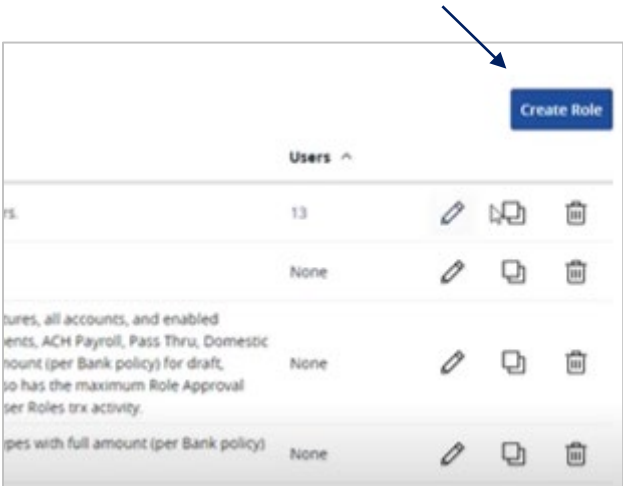 Create Role
Users
rs.
13
None
tures, all accounts, and enabled
ents, ACH Payroll, Pass Thru, Domestic
nount (per Bank policy) for draft,
so has the maximum Role Approval
ser Roles trx activity.
None
ypes with full amount (per Bank policy)
None